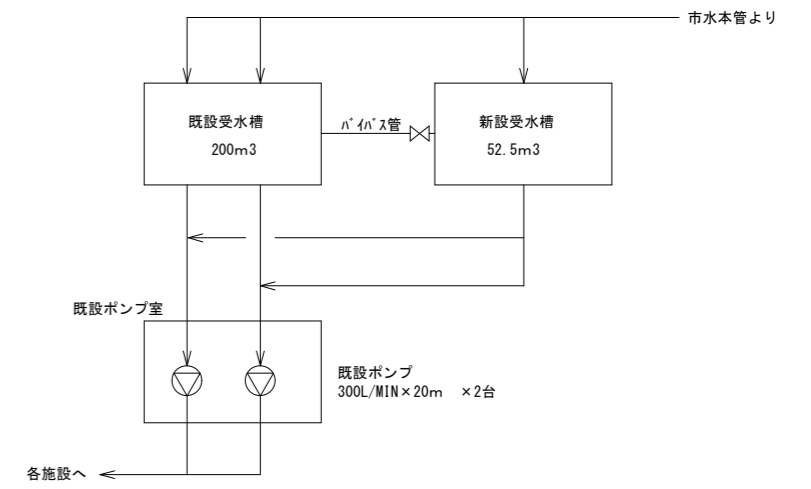 市水本管より
既設受水槽
200m3
ﾊﾞｲﾊﾟｽ管
新設受水槽
52.5m3
既設ポンプ室
既設ポンプ
300L/MIN×20m ×2台
各施設へ